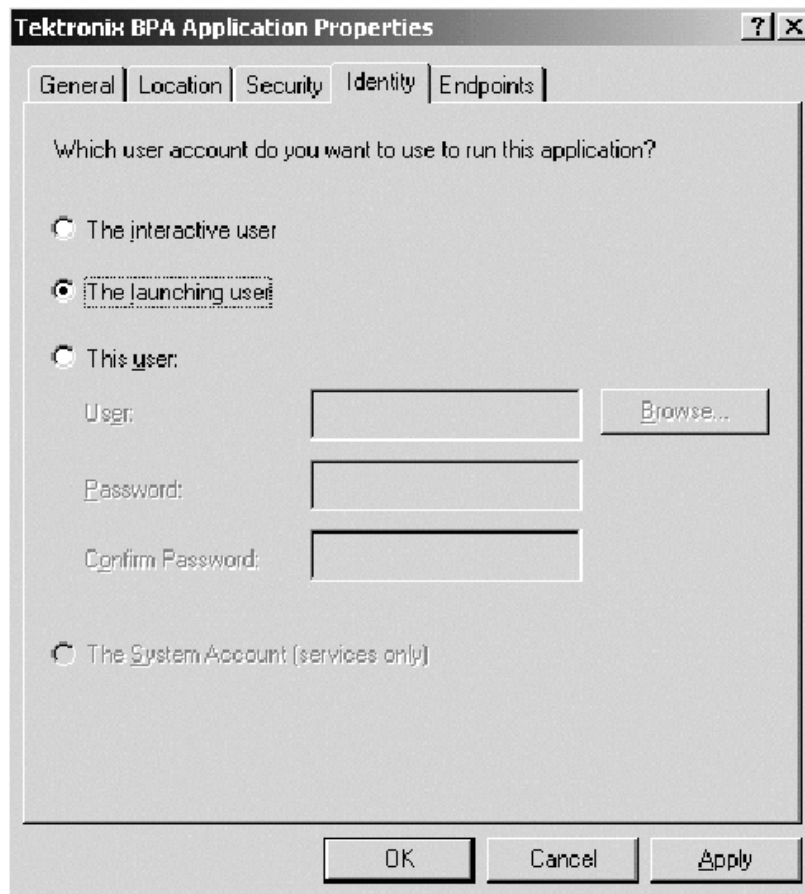 Tektronix BPA Application Properties
General Location Security Identity Endpoints
Which user account do you want to use to run this application?
The interactive user
The launching user
This user:
User:
Browse...
Password:
Confirm Password:
The System Account (services only)
OK Cancel Apply